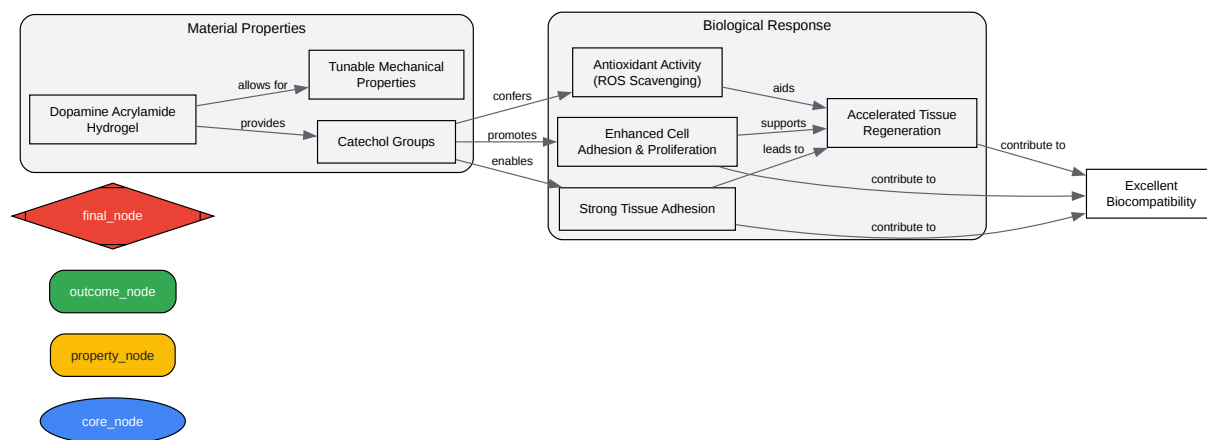 Material Properties
Biological Response
Dopamine Acrylamide
Hydrogel
allows for
provides
Tunable Mechanical
Properties
Catechol Groups
confers
promotes
enables
Antioxidant Activity
(ROS Scavenging)
Enhanced Cell
Adhesion & Proliferation
Strong Tissue Adhesion
aids
supports
leads to
Accelerated Tissue
Regeneration
contribute to
contribute to
contribute to
Excellent
Biocompatibility
final_node
outcome_node
property_node
core_node